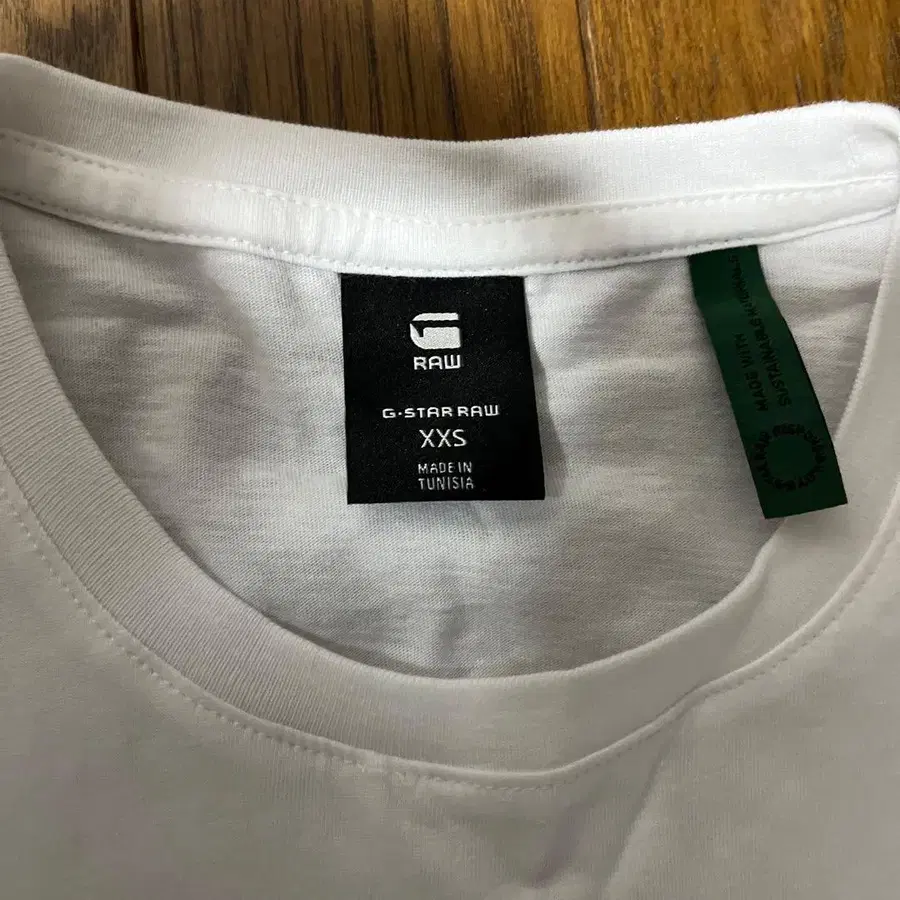 RAW
G-STAR RAW
XXS
MADE IN
TUNISIA
MADE WITH
SUSTAINABLE MATERIALS